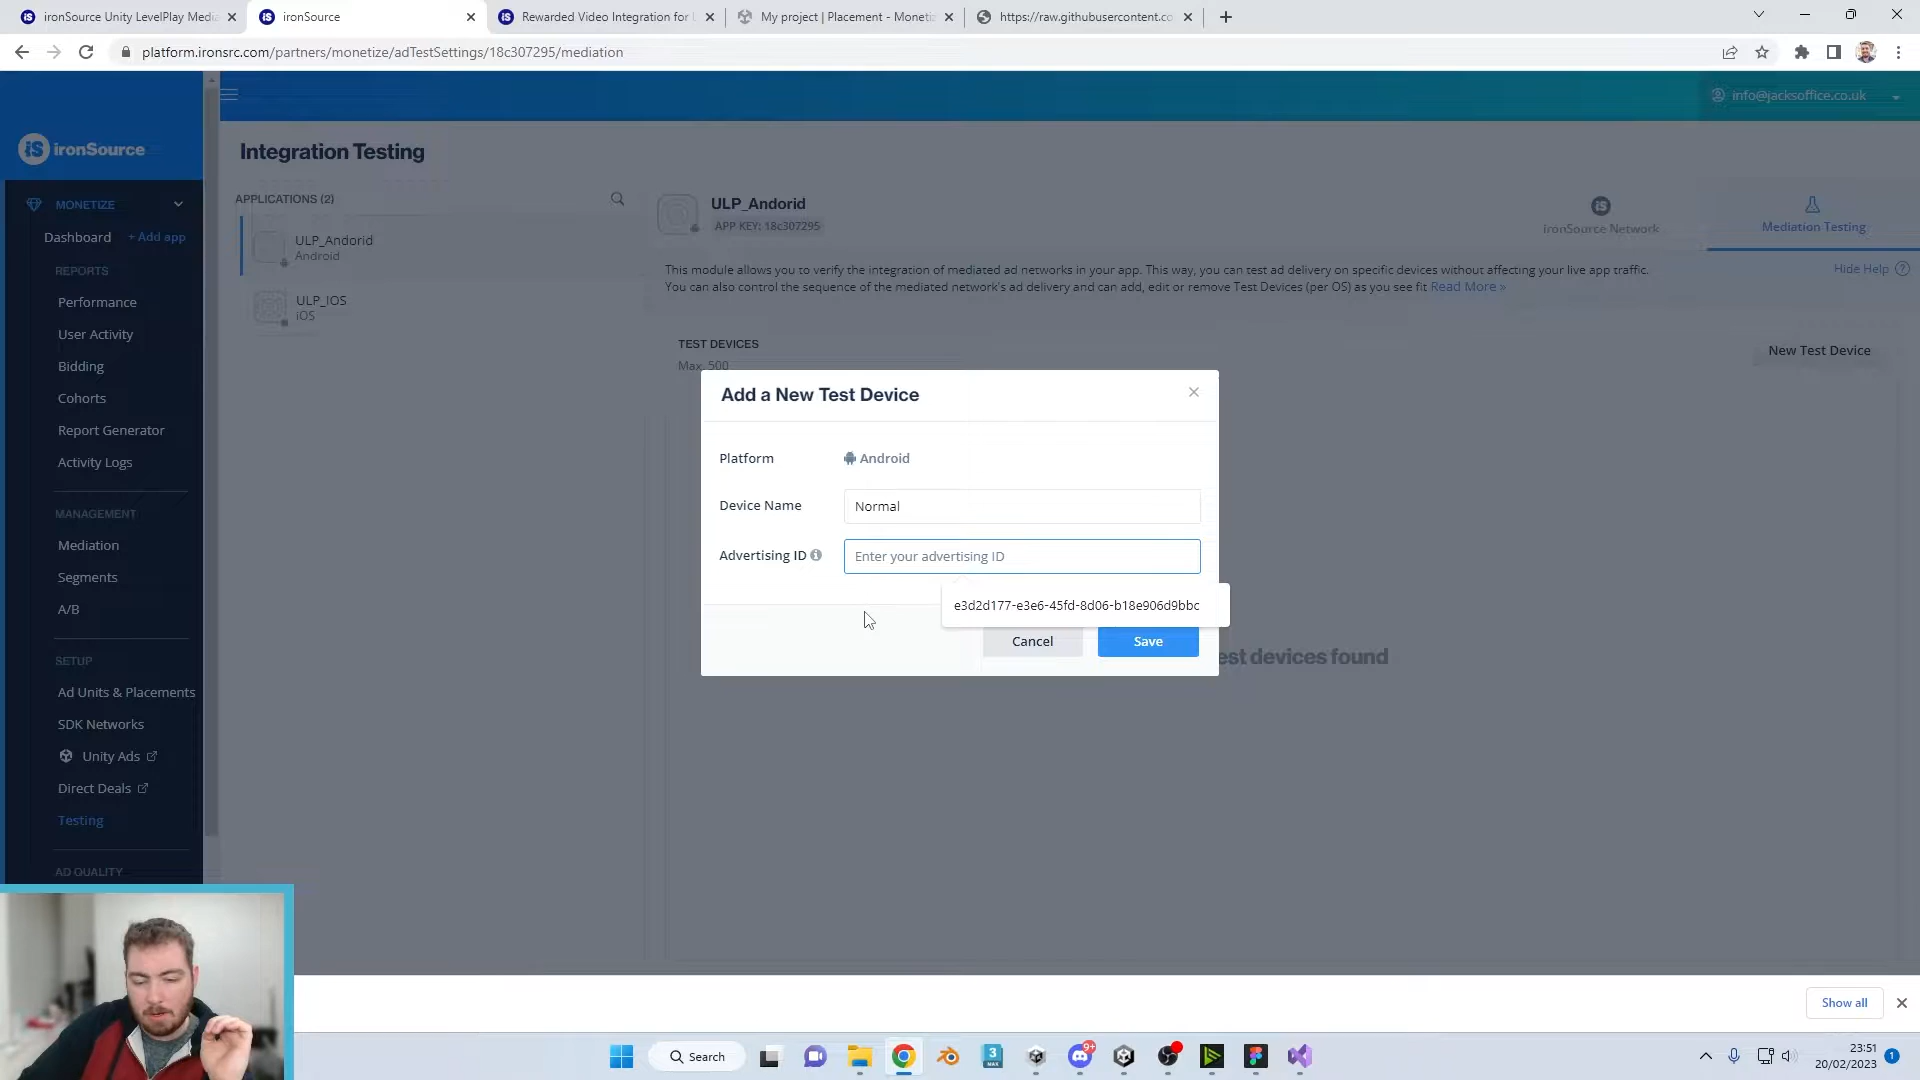 ironSource Unity LevelPlay Media
ironSource
Rewarded Video Integration for
My project | Placement - Moneti
https://raw.githubusercontent.co
platform.ironsrc.com/partners/monetize/adTestSettings/18c307295/mediation
info@jacksoffice.co.uk
iS ironSource
MONETIZE
Dashboard + Add app
REPORTS
Performance
User Activity
Bidding
Cohorts
Report Generator
Activity Logs
MANAGEMENT
Mediation
Segments
A/B
SETUP
Ad Units & Placements
SDK Networks
Unity Ads
Direct Deals
Testing
AD QUALITY
Integration Testing
APPLICATIONS (2)
ULP_Andorid
Android
ULP_IOS
iOS
ULP_Andorid
APP KEY: 18c307295
ironSource Network
Mediation Testing
This module allows you to verify the integration of mediated ad networks in your app. This way, you can test ad delivery on specific devices without affecting your live app traffic.
You can also control the sequence of the mediated network's ad delivery and can add, edit or remove Test Devices (per OS) as you see fit Read More »
Hide Help ?
TEST DEVICES
Max: 500
New Test Device
Add a New Test Device
Platform Android
Device Name Normal
Advertising ID Enter your advertising ID
e3d2d177-e3e6-45fd-8d06-b18e906d9bbc
Cancel Save
est devices found
Show all
Search
3
MAX
9+
23:51
20/02/2023
1